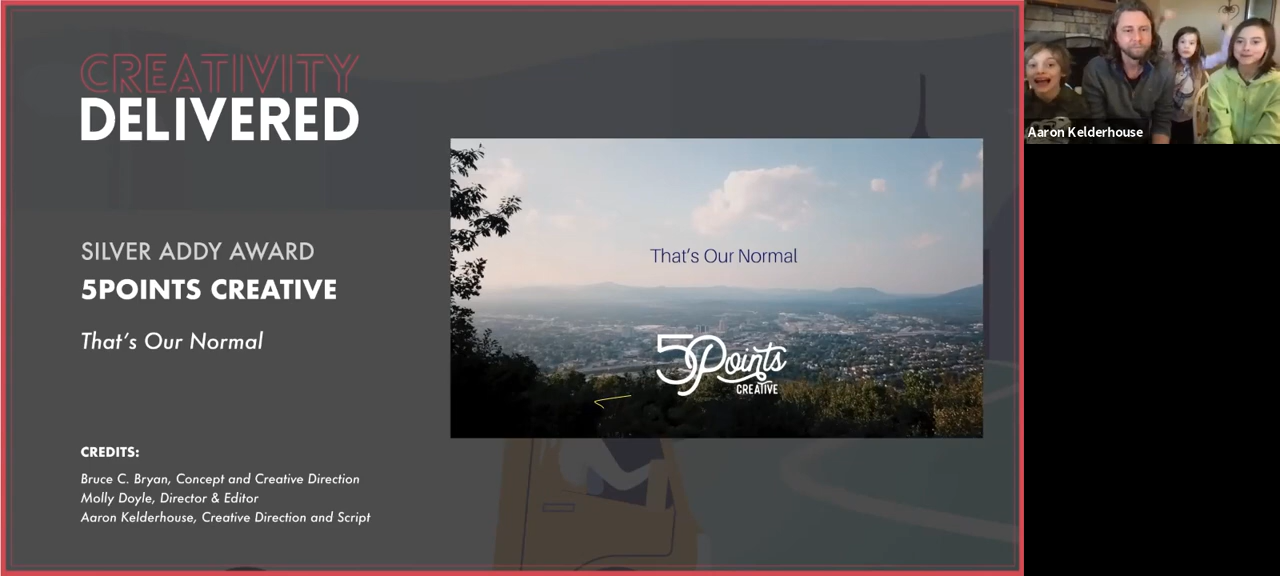 CREATIVITY
DELIVERED
SILVER ADDY AWARD
5POINTS CREATIVE
That's Our Normal
CREDITS:
Bruce C. Bryan, Concept and Creative Direction
Molly Doyle, Director & Editor
Aaron Kelderhouse, Creative Direction and Script
That's Our Normal
5Points
CREATIVE
Aaron Kelderhouse